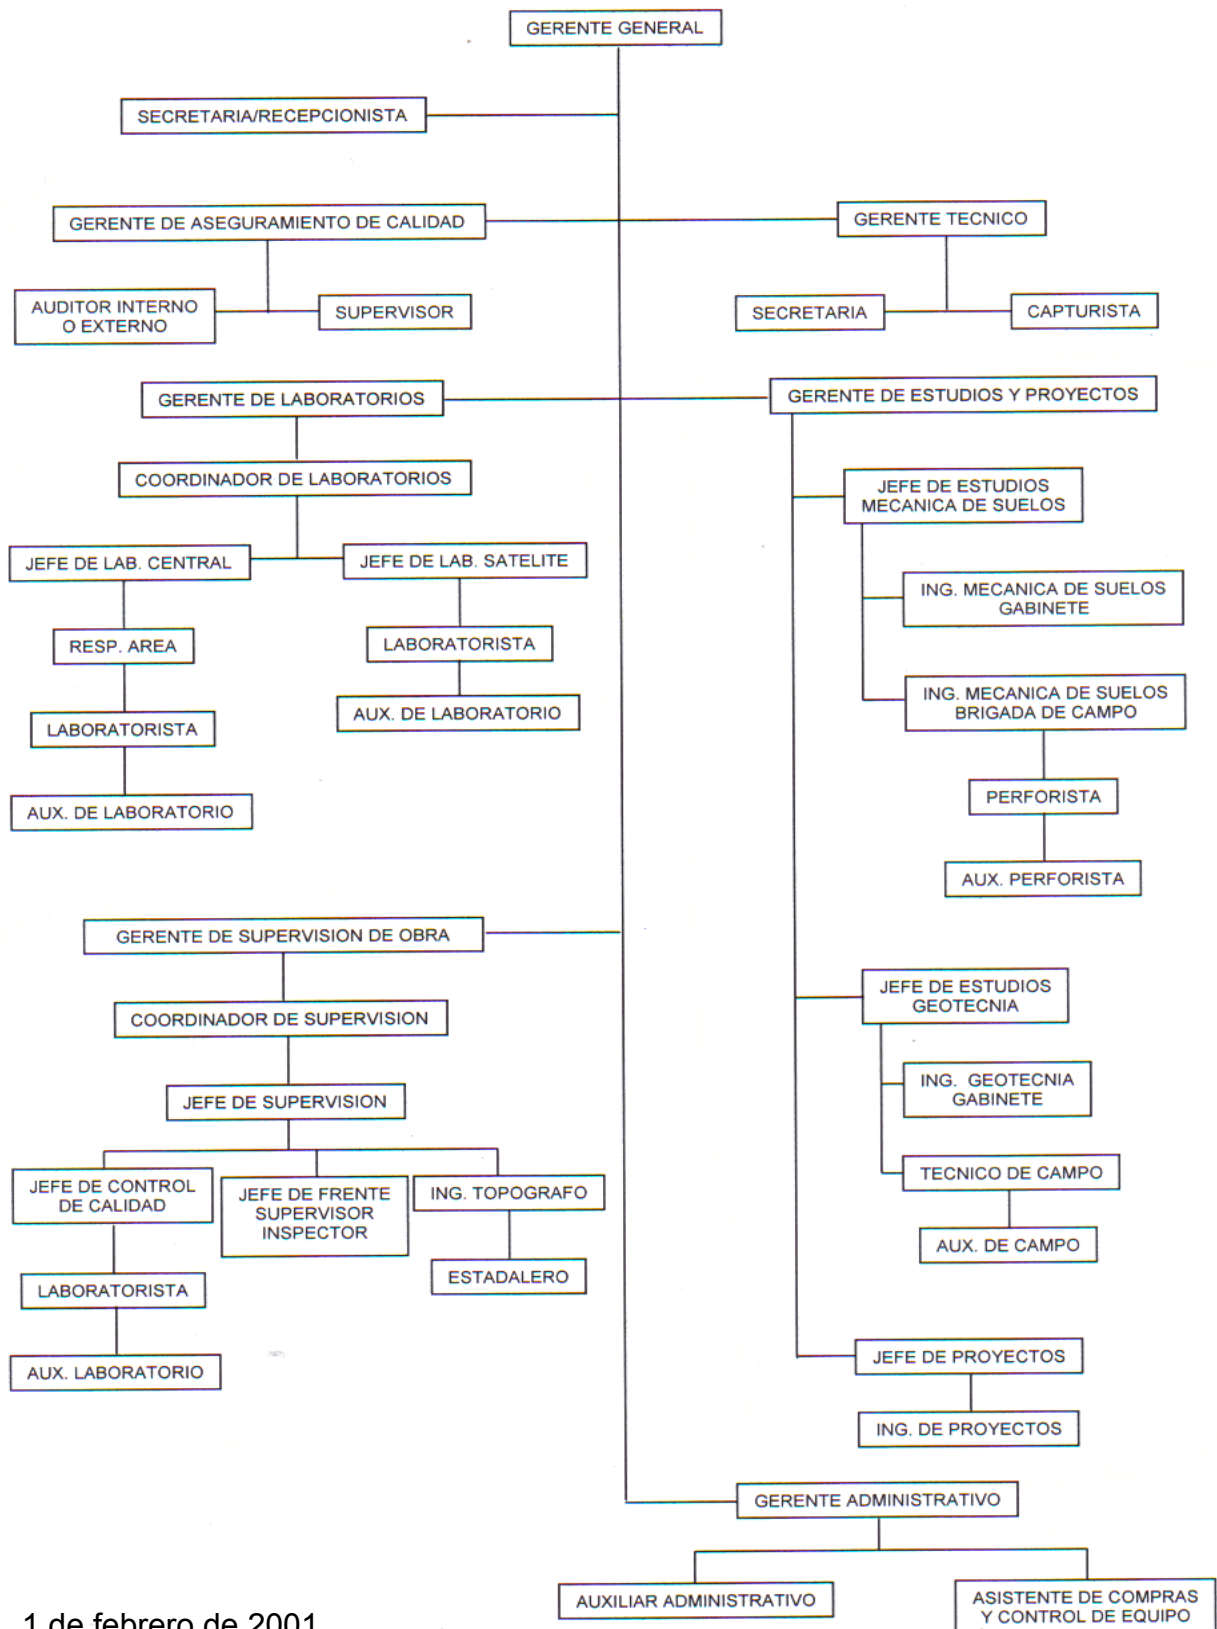 GERENTE GENERAL
SECRETARIA/RECEPCIONISTA
GERENTE DE ASEGURAMIENTO DE CALIDAD
GERENTE TECNICO
AUDITOR INTERNO
O EXTERNO
SUPERVISOR
SECRETARIA
CAPTURISTA
GERENTE DE LABORATORIOS
GERENTE DE ESTUDIOS Y PROYECTOS
COORDINADOR DE LABORATORIOS
JEFE DE ESTUDIOS
MECANICA DE SUELOS
JEFE DE LAB. CENTRAL
JEFE DE LAB. SATELITE
ING. MECANICA DE SUELOS
GABINETE
RESP. AREA
LABORATORISTA
ING. MECANICA DE SUELOS
BRIGADA DE CAMPO
LABORATORISTA
AUX. DE LABORATORIO
PERFORISTA
AUX. DE LABORATORIO
AUX. PERFORISTA
GERENTE DE SUPERVISION DE OBRA
JEFE DE ESTUDIOS
GEOTECNIA
COORDINADOR DE SUPERVISION
ING. GEOTECNIA
GABINETE
JEFE DE SUPERVISION
TECNICO DE CAMPO
JEFE DE CONTROL
DE CALIDAD
JEFE DE FRENTE
SUPERVISOR
INSPECTOR
ING. TOPOGRAFO
AUX. DE CAMPO
LABORATORISTA
ESTADALERO
AUX. LABORATORIO
JEFE DE PROYECTOS
ING. DE PROYECTOS
GERENTE ADMINISTRATIVO
AUXILIAR ADMINISTRATIVO
ASISTENTE DE COMPRAS
Y CONTROL DE EQUIPO
1 de febrero de 2001